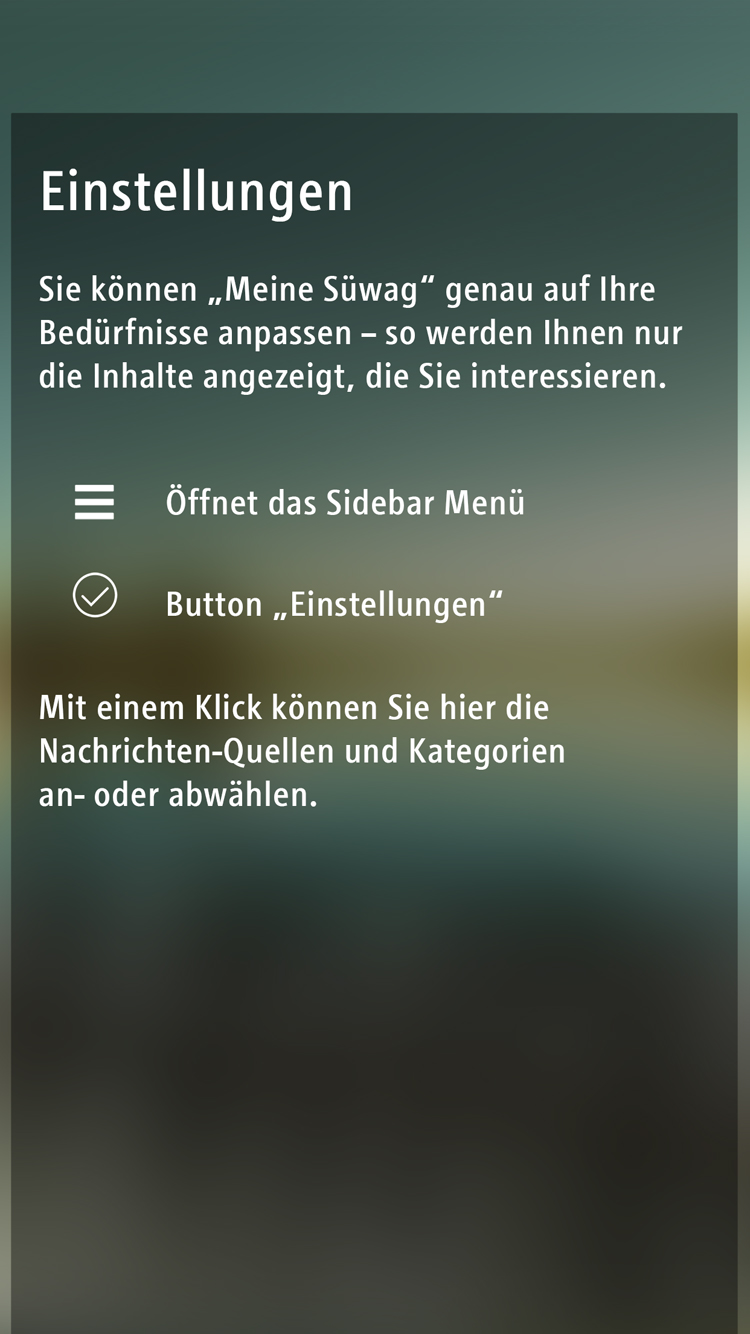 Einstellungen
Sie können „Meine Süwag“ genau auf Ihre
Bedürfnisse anpassen – so werden Ihnen nur
die Inhalte angezeigt, die Sie interessieren.
Öffnet das Sidebar Menü
Button „Einstellungen“
Mit einem Klick können Sie hier die
Nachrichten-Quellen und Kategorien
an- oder abwählen.